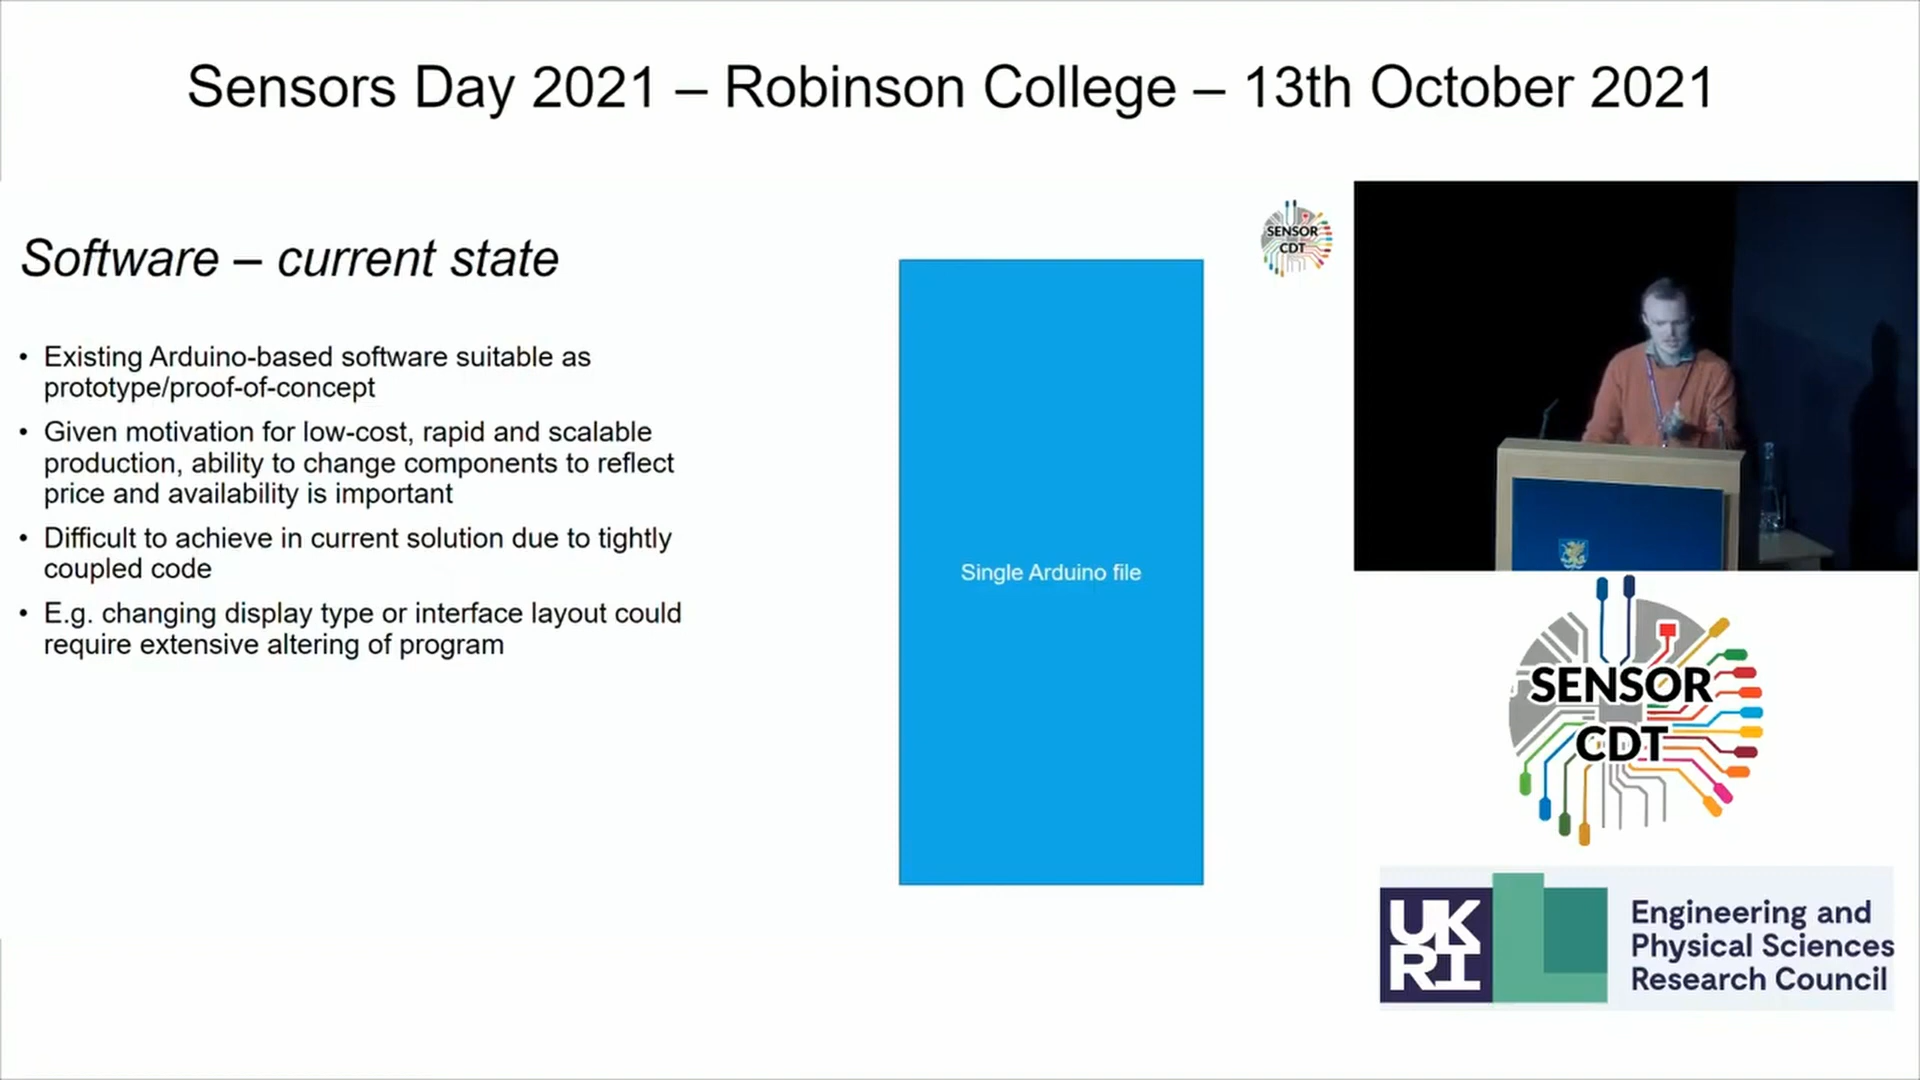 Sensors Day 2021 – Robinson College – 13th October 2021
Software – current state
• Existing Arduino-based software suitable as
prototype/proof-of-concept
• Given motivation for low-cost, rapid and scalable
production, ability to change components to reflect
price and availability is important
• Difficult to achieve in current solution due to tightly
coupled code
• E.g. changing display type or interface layout could
require extensive altering of program
Single Arduino file
SENSOR
CDT
SENSOR
CDT
UK
RI
Engineering and
Physical Sciences
Research Council